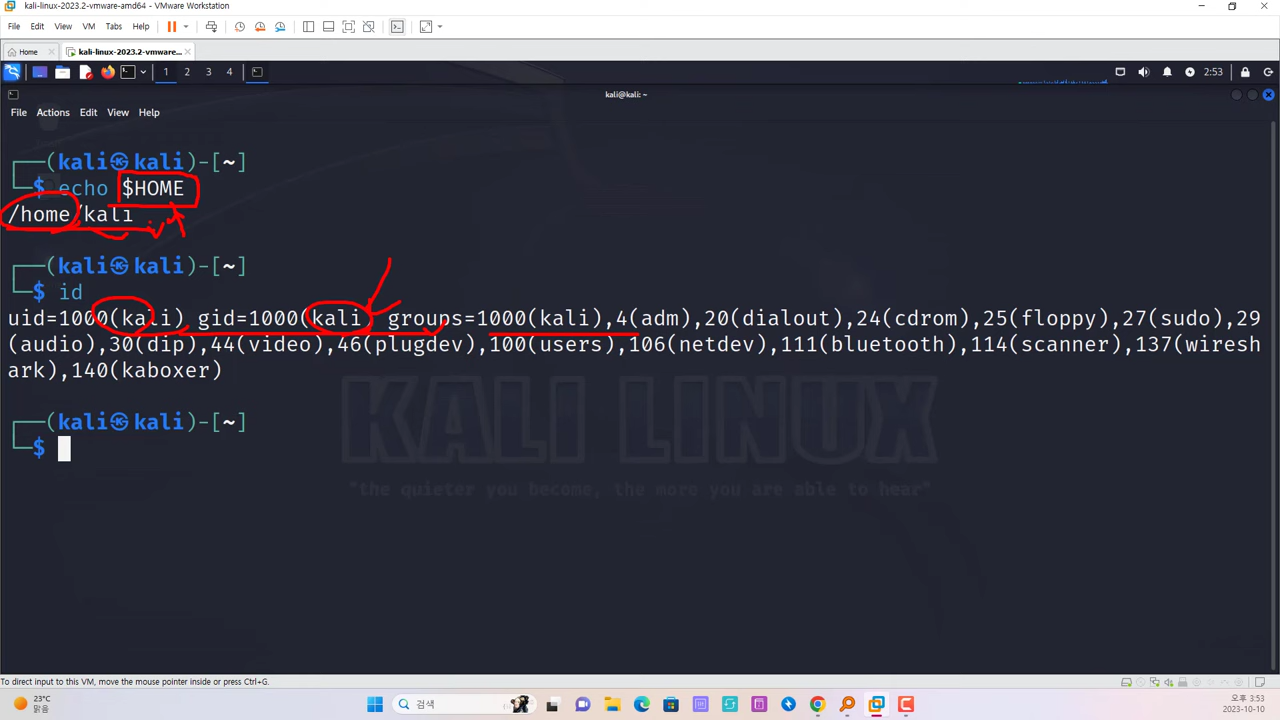 kali-linux-2023.2-vmware-amd64 - VMware Workstation
File Edit View VM Tabs Help
Home kali-linux-2023.2-vmware...
1 2 3 4 2:53
kali@kali: ~
File Actions Edit View Help
(kali㉿kali)-[~]
$ echo $HOME
/home/kali
(kali㉿kali)-[~]
$ id
uid=1000(kali) gid=1000(kali) groups=1000(kali),4(adm),20(dialout),24(cdrom),25(floppy),27(sudo),29
(audio),30(dip),44(video),46(plugdev),100(users),106(netdev),111(bluetooth),114(scanner),137(wiresh
ark),140(kaboxer)
(kali㉿kali)-[~]
$
KALI LINUX
"the quieter you become, the more you are able to hear"
To direct input to this VM, move the mouse pointer inside or press Ctrl+G.
23°C
맑음
검색
오후 3:53
2023-10-10